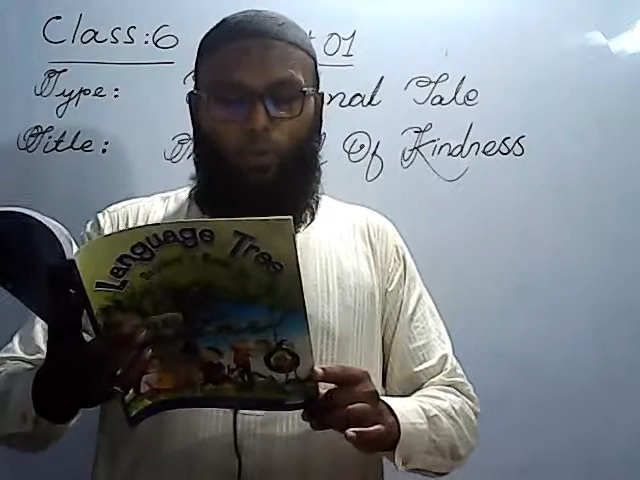 Class:6 01
Type: nal Tale
Title: Of Kindness
Language Tree